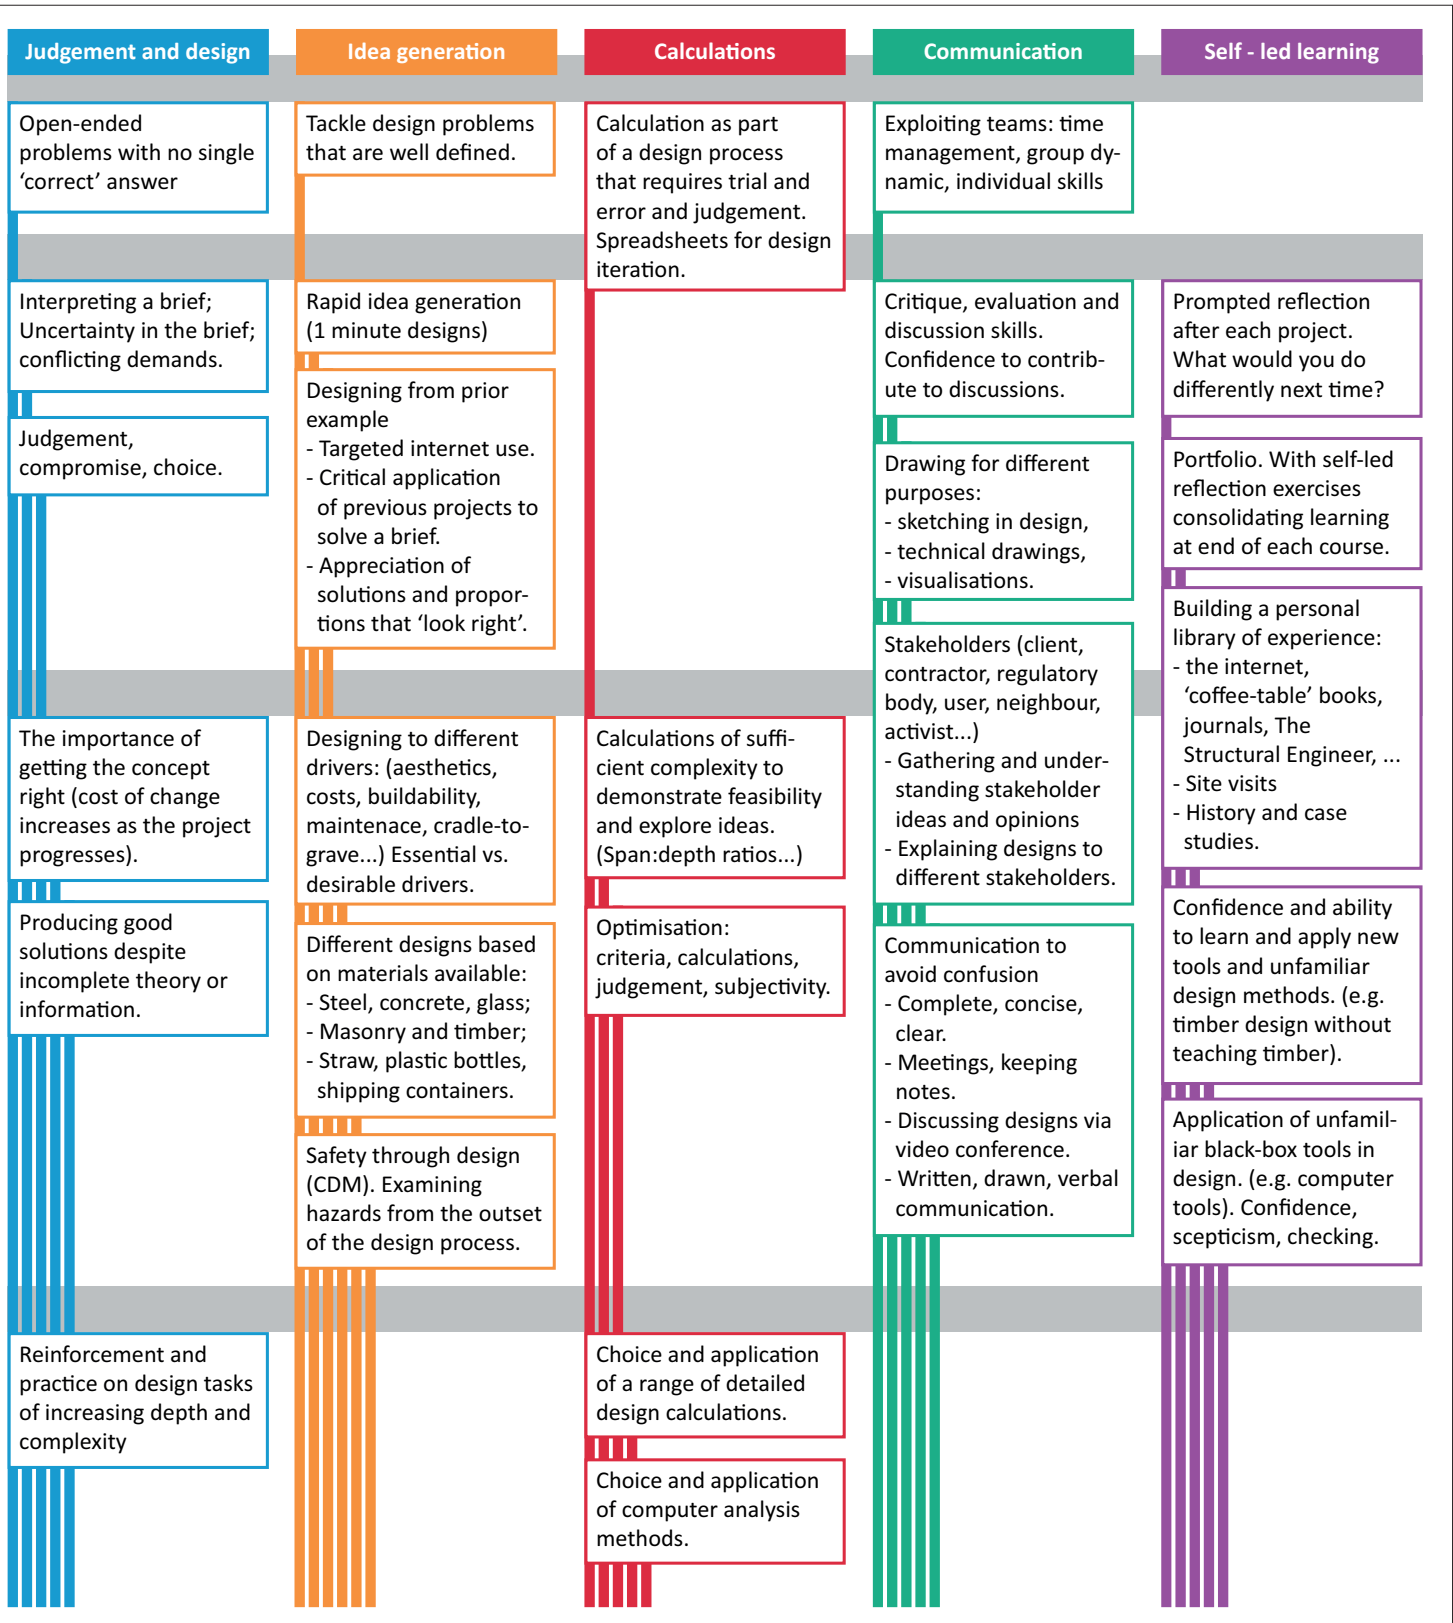 Judgement and design
Idea generation
Calculations
Communication
Self - led learning
Open-ended
problems with no single
‘correct’ answer
Tackle design problems
that are well defined.
Calculation as part
of a design process
that requires trial and
error and judgement.
Spreadsheets for design
iteration.
Exploiting teams: time
management, group dy-
namic, individual skills
Interpreting a brief;
Uncertainty in the brief;
conflicting demands.
Judgement,
compromise, choice.
Rapid idea generation
(1 minute designs)
Designing from prior
example
- Targeted internet use.
- Critical application
of previous projects to
solve a brief.
- Appreciation of
solutions and propor-
tions that ‘look right’.
Critique, evaluation and
discussion skills.
Confidence to contrib-
ute to discussions.
Drawing for different
purposes:
- sketching in design,
- technical drawings,
- visualisations.
Stakeholders (client,
contractor, regulatory
body, user, neighbour,
activist...)
- Gathering and under-
standing stakeholder
ideas and opinions
- Explaining designs to
different stakeholders.
Prompted reflection
after each project.
What would you do
differently next time?
Portfolio. With self-led
reflection exercises
consolidating learning
at end of each course.
Building a personal
library of experience:
- the internet,
‘coffee-table’ books,
journals, The
Structural Engineer, ...
- Site visits
- History and case
studies.
The importance of
getting the concept
right (cost of change
increases as the project
progresses).
Producing good
solutions despite
incomplete theory or
information.
Designing to different
drivers: (aesthetics,
costs, buildability,
maintenace, cradle-to-
grave...) Essential vs.
desirable drivers.
Different designs based
on materials available:
- Steel, concrete, glass;
- Masonry and timber;
- Straw, plastic bottles,
shipping containers.
Safety through design
(CDM). Examining
hazards from the outset
of the design process.
Calculations of suffi-
cient complexity to
demonstrate feasibility
and explore ideas.
(Span:depth ratios...)
Optimisation:
criteria, calculations,
judgement, subjectivity.
Communication to
avoid confusion
- Complete, concise,
clear.
- Meetings, keeping
notes.
- Discussing designs via
video conference.
- Written, drawn, verbal
communication.
Confidence and ability
to learn and apply new
tools and unfamiliar
design methods. (e.g.
timber design without
teaching timber).
Application of unfamil-
iar black-box tools in
design. (e.g. computer
tools). Confidence,
scepticism, checking.
Reinforcement and
practice on design tasks
of increasing depth and
complexity
Choice and application
of a range of detailed
design calculations.
Choice and application
of computer analysis
methods.